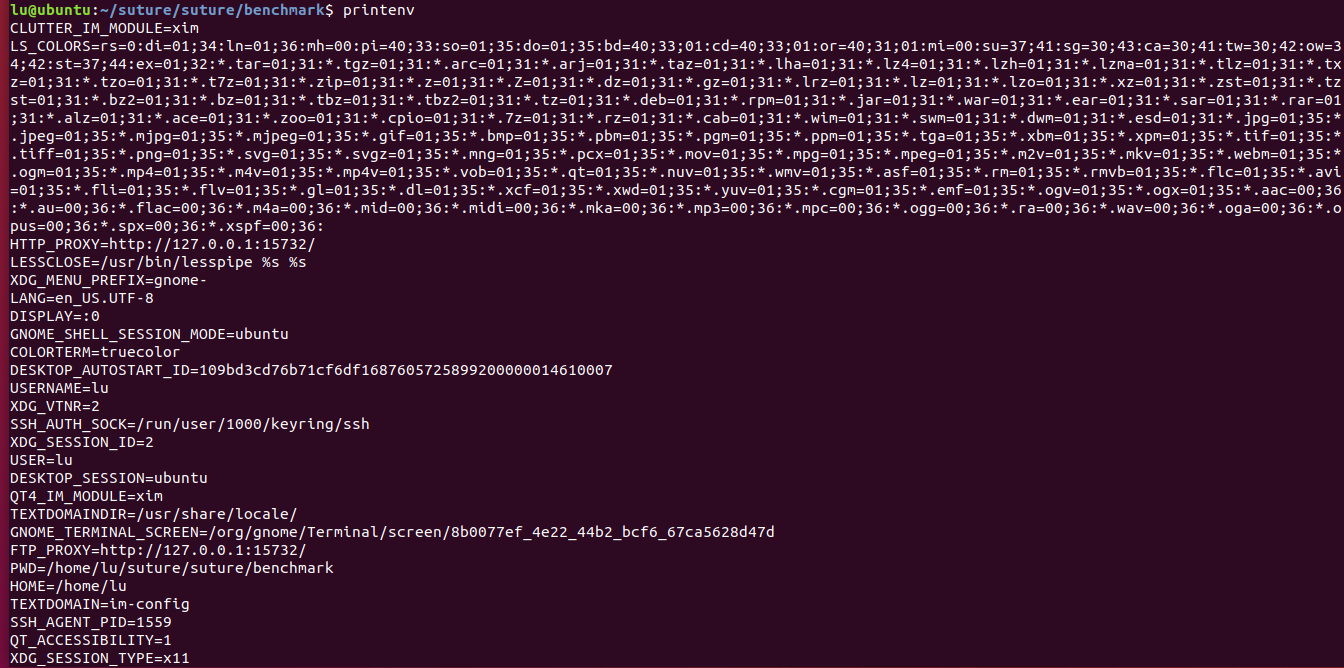 lu@ubuntu:~/suture/suture/benchmark$ printenv
CLUTTER_IM_MODULE=xim
LS_COLORS=rs=0:di=01;34:ln=01;36:mh=00:pi=40;33:so=01;35:do=01;35:bd=40;33;01:cd=40;33;01:or=40;31;01:mi=00:su=37;41:sg=30;43:ca=30;41:tw=30;42:ow=3
4;42:st=37;44:ex=01;32:*.tar=01;31:*.tgz=01;31:*.arc=01;31:*.arj=01;31:*.taz=01;31:*.lha=01;31:*.lz4=01;31:*.lzh=01;31:*.lzma=01;31:*.tlz=01;31:*.tx
z=01;31:*.tzo=01;31:*.t7z=01;31:*.zip=01;31:*.z=01;31:*.Z=01;31:*.dz=01;31:*.gz=01;31:*.lrz=01;31:*.lz=01;31:*.lzo=01;31:*.xz=01;31:*.zst=01;31:*.tz
st=01;31:*.bz2=01;31:*.bz=01;31:*.tbz=01;31:*.tbz2=01;31:*.tz=01;31:*.deb=01;31:*.rpm=01;31:*.jar=01;31:*.war=01;31:*.ear=01;31:*.sar=01;31:*.rar=01
;31:*.alz=01;31:*.ace=01;31:*.zoo=01;31:*.cpio=01;31:*.7z=01;31:*.rz=01;31:*.cab=01;31:*.wim=01;31:*.swm=01;31:*.dwm=01;31:*.esd=01;31:*.jpg=01;35:*
.jpeg=01;35:*.mjpg=01;35:*.mjpeg=01;35:*.gif=01;35:*.bmp=01;35:*.pbm=01;35:*.pgm=01;35:*.ppm=01;35:*.tga=01;35:*.xbm=01;35:*.xpm=01;35:*.tif=01;35:*
.tiff=01;35:*.png=01;35:*.svg=01;35:*.svgz=01;35:*.mng=01;35:*.pcx=01;35:*.mov=01;35:*.mpg=01;35:*.mpeg=01;35:*.m2v=01;35:*.mkv=01;35:*.webm=01;35:*
.ogm=01;35:*.mp4=01;35:*.m4v=01;35:*.mp4v=01;35:*.vob=01;35:*.qt=01;35:*.nuv=01;35:*.wmv=01;35:*.asf=01;35:*.rm=01;35:*.rmvb=01;35:*.flc=01;35:*.avi
=01;35:*.fli=01;35:*.flv=01;35:*.gl=01;35:*.dl=01;35:*.xcf=01;35:*.xwd=01;35:*.yuv=01;35:*.cgm=01;35:*.emf=01;35:*.ogv=01;35:*.ogx=01;35:*.aac=00;36
:*.au=00;36:*.flac=00;36:*.m4a=00;36:*.mid=00;36:*.midi=00;36:*.mka=00;36:*.mp3=00;36:*.mpc=00;36:*.ogg=00;36:*.ra=00;36:*.wav=00;36:*.oga=00;36:*.o
pus=00;36:*.spx=00;36:*.xspf=00;36:
HTTP_PROXY=http://127.0.0.1:15732/
LESSCLOSE=/usr/bin/lesspipe %s %s
XDG_MENU_PREFIX=gnome-
LANG=en_US.UTF-8
DISPLAY=:0
GNOME_SHELL_SESSION_MODE=ubuntu
COLORTERM=truecolor
DESKTOP_AUTOSTART_ID=109bd3cd76b71cf6df1687605725899200000014610007
USERNAME=lu
XDG_VTNR=2
SSH_AUTH_SOCK=/run/user/1000/keyring/ssh
XDG_SESSION_ID=2
USER=lu
DESKTOP_SESSION=ubuntu
QT4_IM_MODULE=xim
TEXTDOMAINDIR=/usr/share/locale/
GNOME_TERMINAL_SCREEN=/org/gnome/Terminal/screen/8b0077ef_4e22_44b2_bcf6_67ca5628d47d
FTP_PROXY=http://127.0.0.1:15732/
PWD=/home/lu/suture/suture/benchmark
HOME=/home/lu
TEXTDOMAIN=im-config
SSH_AGENT_PID=1559
QT_ACCESSIBILITY=1
XDG_SESSION_TYPE=x11